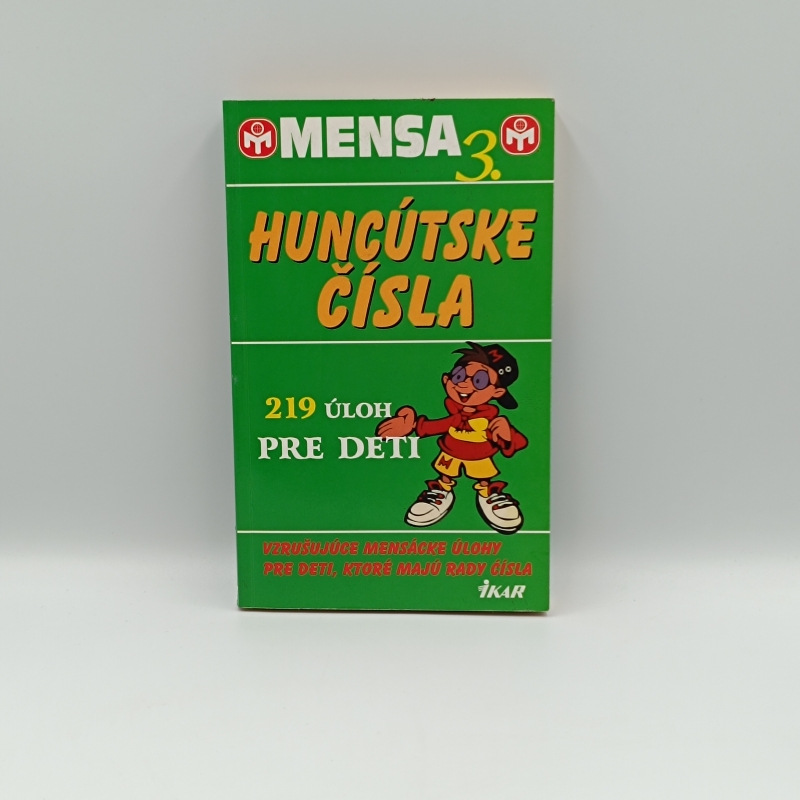 MENSA 3.
HUNCÚTSKE
ČÍSLA
219 ÚLOH
PRE DETI
VZRUŠUJÚCE MENSÁCKE ÚLOHY
PRE DETI, KTORÉ MAJÚ RADY ČÍSLA
IKAR